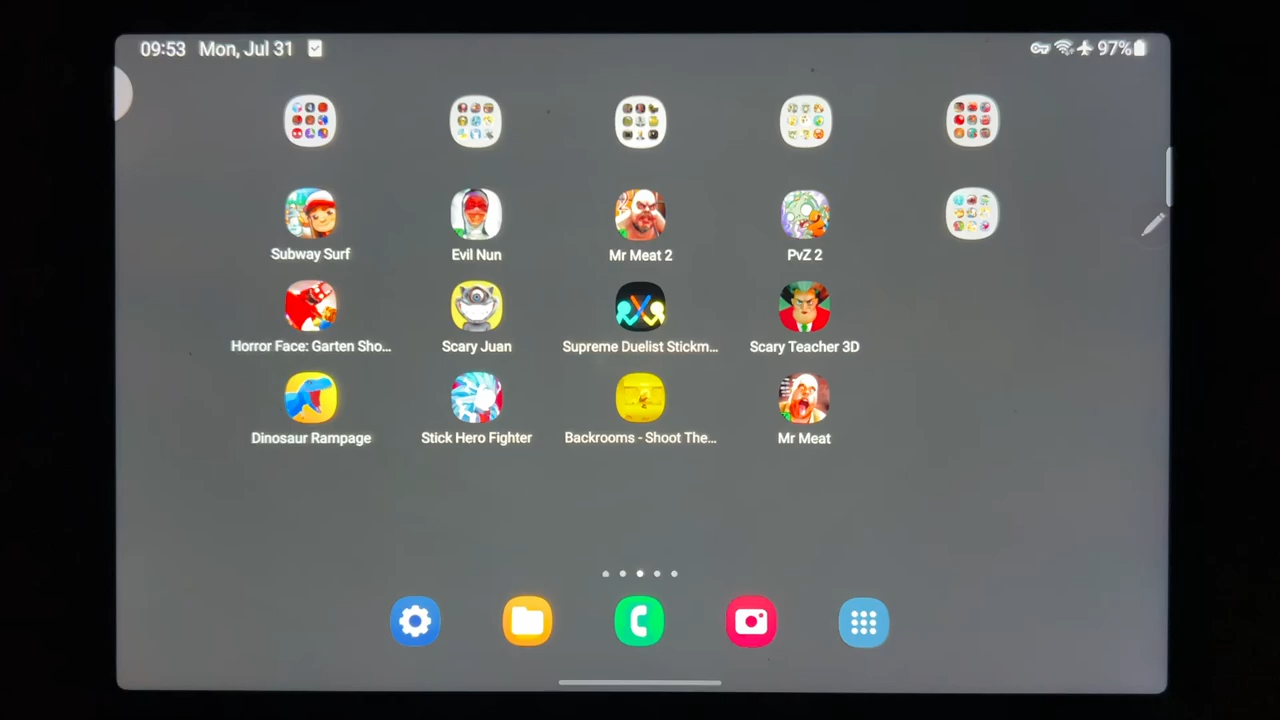 09:53 Mon, Jul 31 97%
Subway Surf Evil Nun Mr Meat 2 PvZ 2
Horror Face: Garten Sho... Scary Juan Supreme Duelist Stickm... Scary Teacher 3D
Dinosaur Rampage Stick Hero Fighter Backrooms - Shoot The... Mr Meat